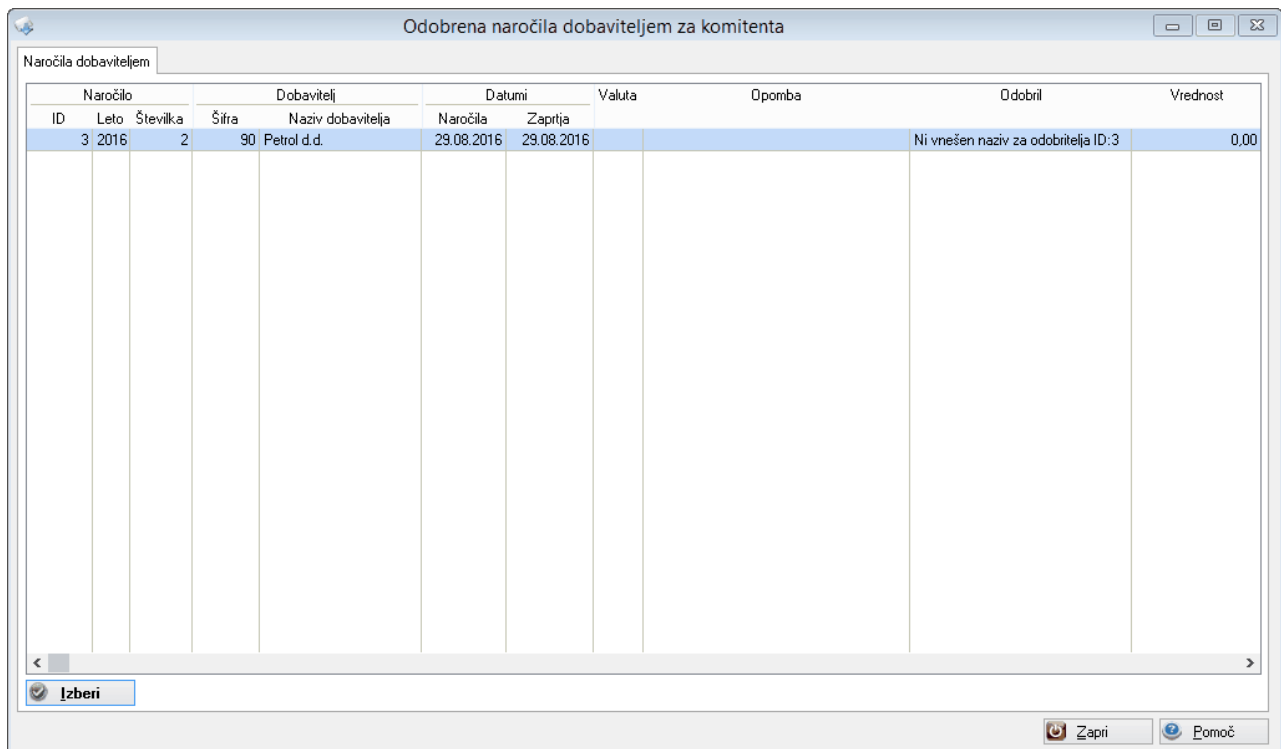 Odobrena naročila dobaviteljem za komitenta
Naročila dobaviteljem
Naročilo Dobavitelj Datumi Valuta Opomba Odobril Vrednost
ID Leto Številka Šifra Naziv dobavitelja Naročila Zaprtja
3 2016 2 90 Petrol d.d. 29.08.2016 29.08.2016 Ni vnešen naziv za odobritelja ID:3 0,00
Izberi
Zapri Pomoč